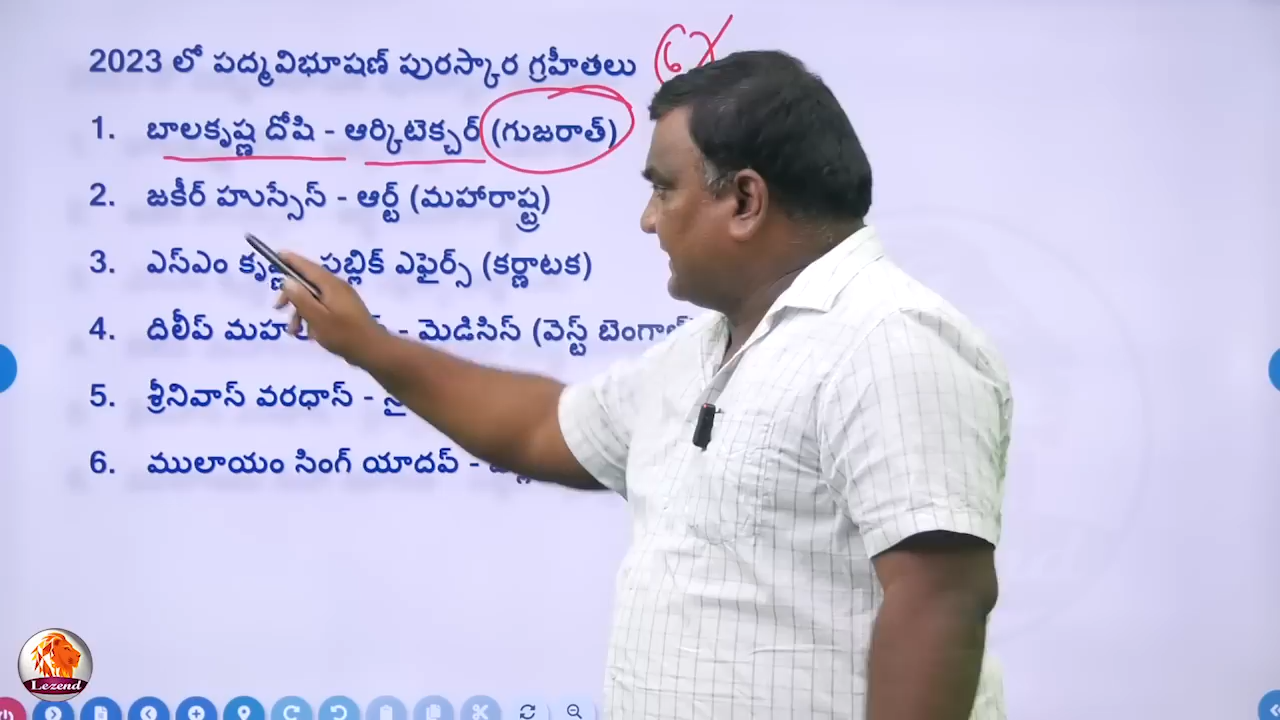 2023 లో పద్మవిభూషణ్ పురస్కార గ్రహీతలు 6
1. బాలకృష్ణ దోషి - ఆర్కిటెక్చర్ (గుజరాత్)
2. జకీర్ హుస్సేస్ - ఆర్ట్ (మహారాష్ట్ర)
3. ఎస్ఎం పబ్లిక్ ఎఫైర్స్ (కర్ణాటక)
4. దిలీప్ - మెడిసిస్ (వెస్ట్
5. శ్రీనివాస్ వరధాస్ -
6. ములాయం సింగ్ యాదవ్ -
Lezend